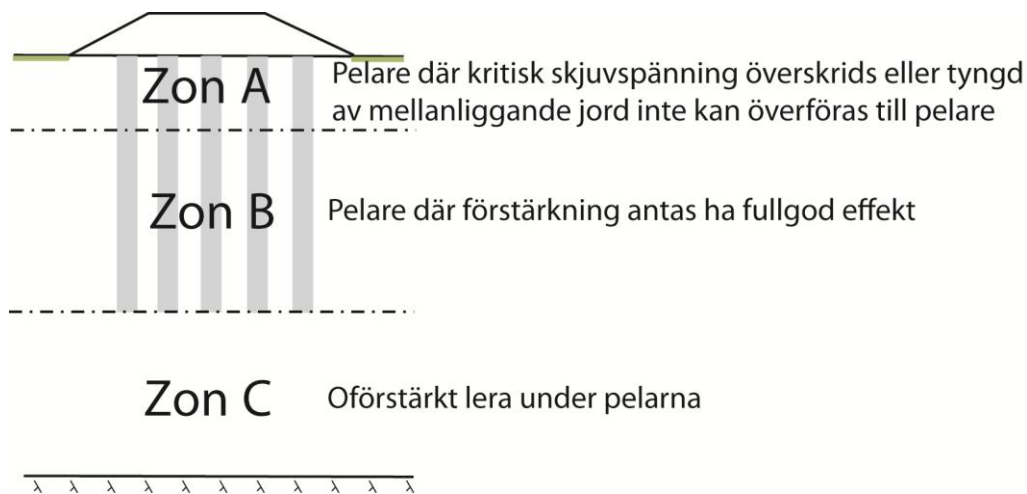 Zon A
Pelare där kritisk skjuvspänning överskrids eller tyngd
av mellanliggande jord inte kan överföras till pelare
Zon B
Pelare där förstärkning antas ha fullgod effekt
Zon C
Oförstärkt lera under pelarna